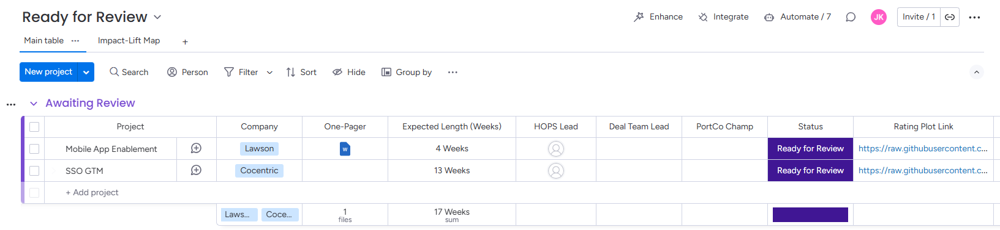 Ready for Review
Enhance
Integrate
Automate / 7
JK
Invite / 1
Main table
Impact-Lift Map
+
New project
Search
Person
Filter
Sort
Hide
Group by
Awaiting Review
Project Company One-Pager Expected Length (Weeks) HOPS Lead Deal Team Lead PortCo Champ Status Rating Plot Link
Mobile App Enablement Lawson W 4 Weeks Ready for Review https://raw.githubusercontent.c...
SSO GTM Cocentric 13 Weeks Ready for Review https://raw.githubusercontent.c...
+ Add project
Laws... Coce... 1 17 Weeks
files sum